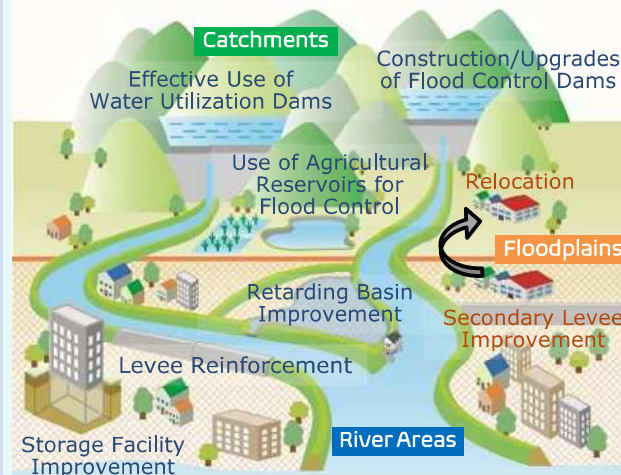 Catchments
Construction/Upgrades
of Flood Control Dams
Effective Use of
Water Utilization Dams
Use of Agricultural
Reservoirs for
Flood Control
Relocation
Floodplains
Retarding Basin
Improvement
Secondary Levee
Improvement
Levee Reinforcement
River Areas
Storage Facility
Improvement